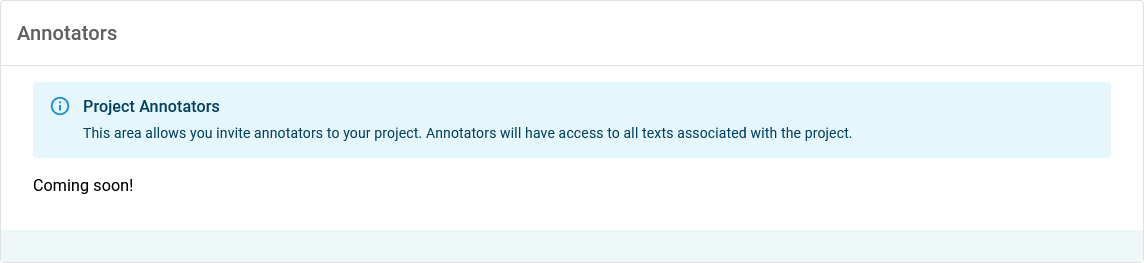 Annotators
Project Annotators
This area allows you invite annotators to your project. Annotators will have access to all texts associated with the project.
Coming soon!